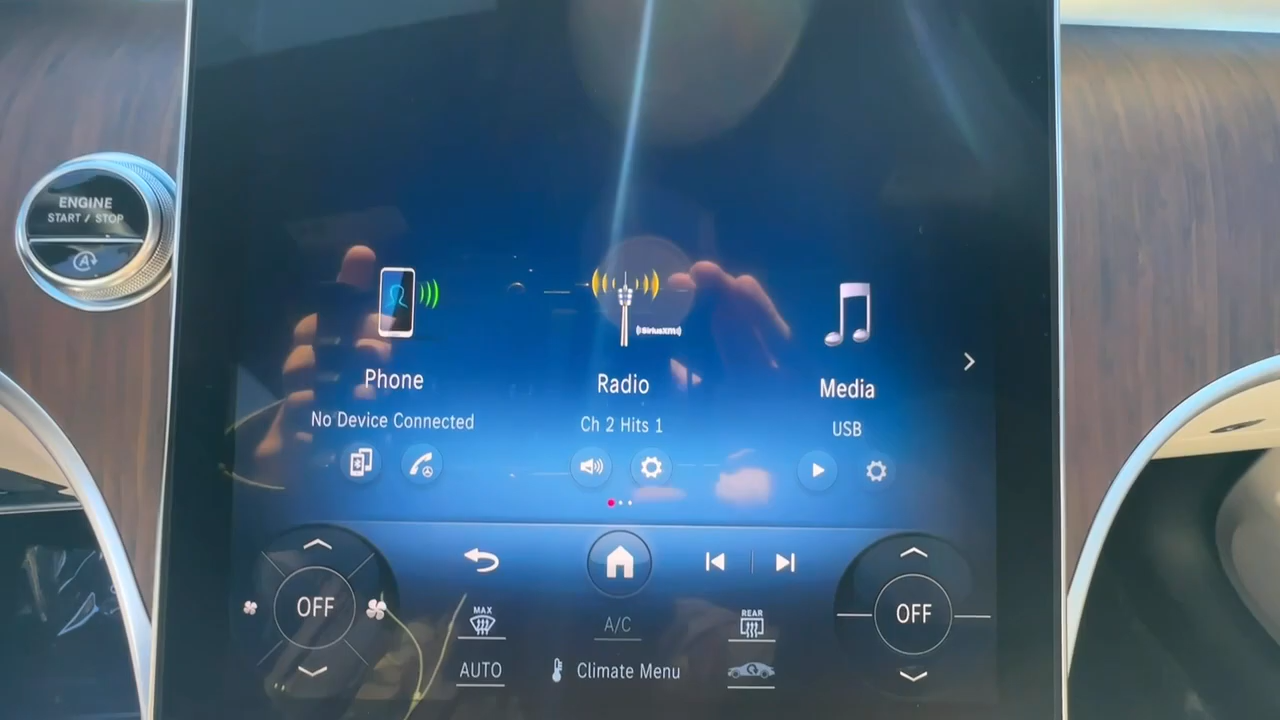 ENGINE
START / STOP
A
((SiriusXM))
Phone
Radio
Media
No Device Connected
Ch 2 Hits 1
USB
OFF
OFF
MAX
A/C
REAR
AUTO
Climate Menu